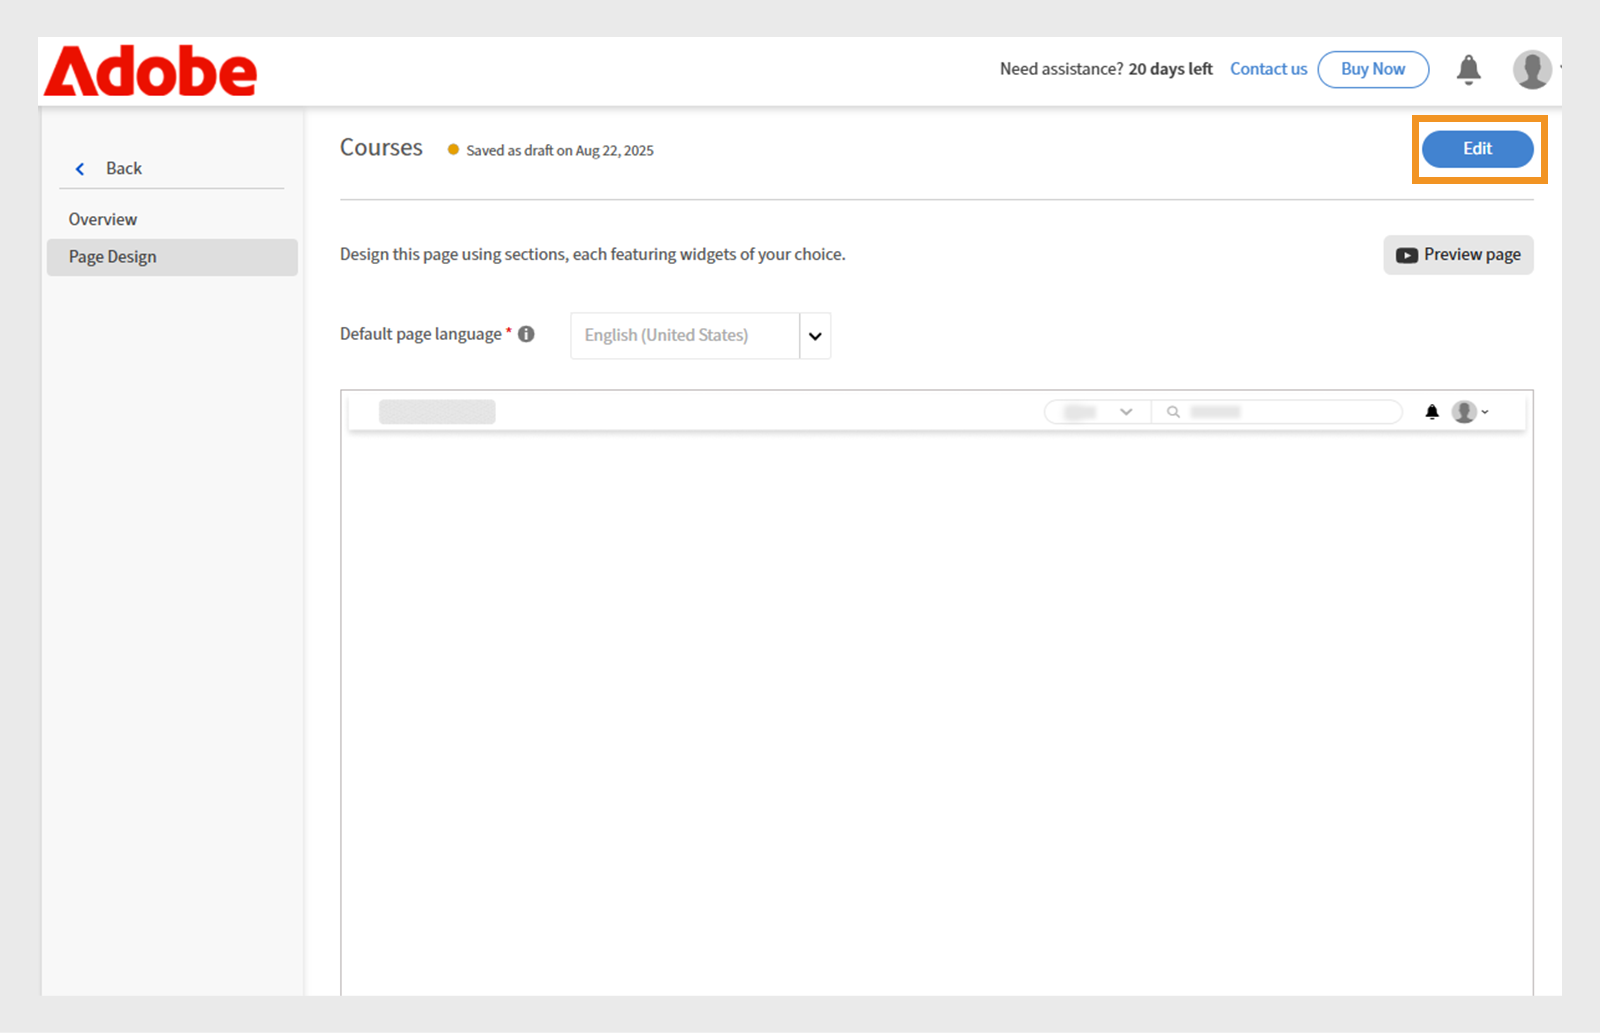 Adobe
Need assistance? 20 days left Contact us Buy Now
Back
Overview
Page Design
Courses Saved as draft on Aug 22, 2025 Edit
Design this page using sections, each featuring widgets of your choice. Preview page
Default page language * English (United States)